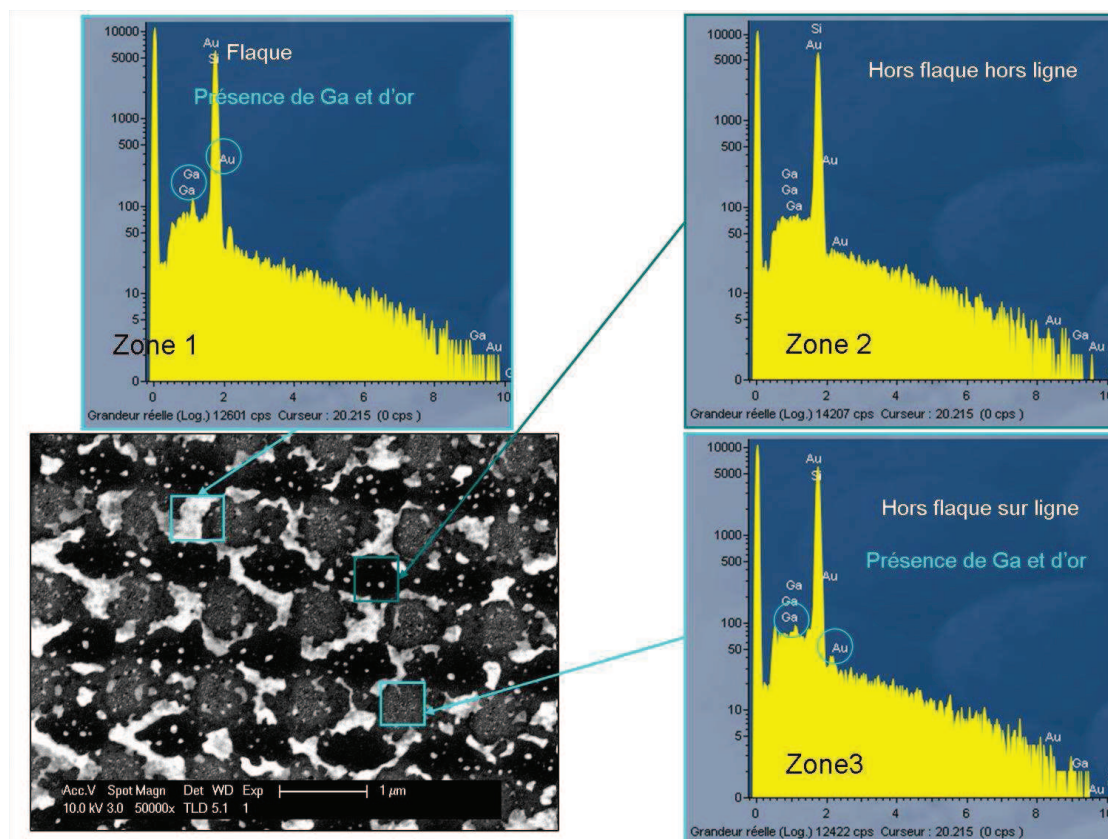 10000
5000
1000
500
100
50
10
5
0
Au
Si
Flaque
Présence de Ga et d'or
Au
Ga
Ga
Zone 1
Ga
Au
0 2 4 6 8 10
Grandeur réelle (Log.) 12601 cps Curseur : 20.215 (0 cps )
10000
5000
1000
500
100
50
10
5
0
Si
Au
Hors flaque hors ligne
Au
Ga
Ga
Ga
Au
Zone 2
Au
Ga
Au
0 2 4 6 8 10
Grandeur réelle (Log.) 14207 cps Curseur : 20.215 (0 cps )
Acc.V Spot Magn Det WD Exp
10.0 kV 3.0 50000x TLD 5.1 1
1 µm
10000
5000
1000
500
100
50
10
5
0
Au
Si
Hors flaque sur ligne
Présence de Ga et d'or
Au
Ga
Ga
Ga
Au
Zone3
Au
Ga
Au
0 2 4 6 8 10
Grandeur réelle (Log.) 12422 cps Curseur : 20.215 (0 cps )